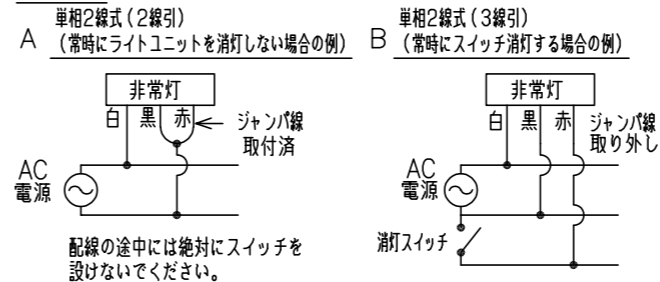 A
単相2線式(2線引)
(常時にライトユニットを消灯しない場合の例)
非常灯
白 黒 赤
ジャンパ線
取付済
AC
電源
配線の途中には絶対にスイッチを
設けないでください。
B
単相2線式(3線引)
(常時にスイッチ消灯する場合の例)
非常灯
白 黒 赤
ジャンパ線
取り外し
AC
電源
消灯スイッチ